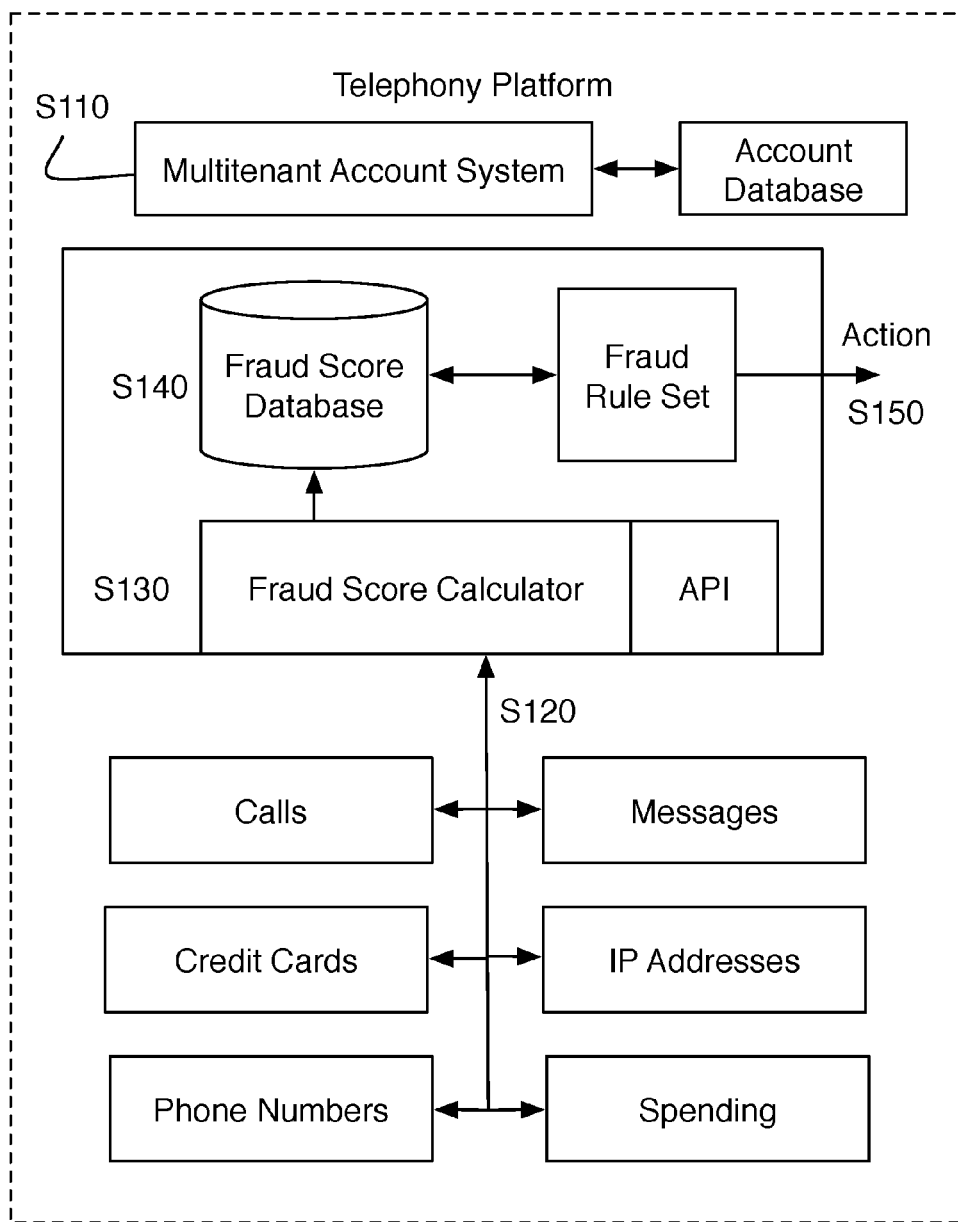 Telephony Platform
S110
Multitenant Account System
Account
Database
Fraud Score
Database
S140
Fraud
Rule Set
Action
S150
S130
Fraud Score Calculator
API
S120
Calls
Messages
Credit Cards
IP Addresses
Phone Numbers
Spending